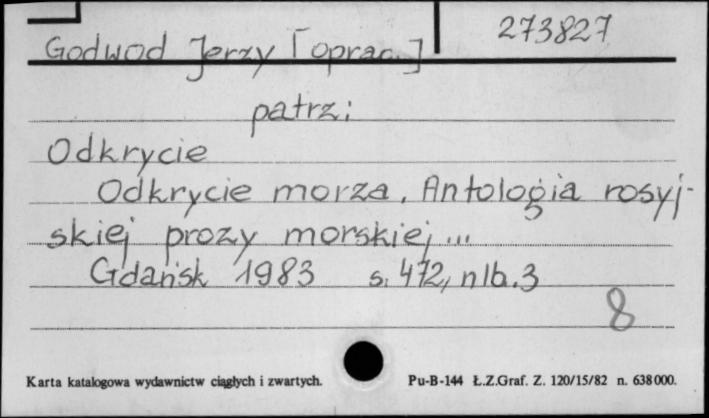 273827
Godwod Jerzy [oprac.]
patrz:
Odkrycie
Odkrycie morza. Antologia rosyj-
skiej prozy morskiej...
Gdańsk 1983 s. 472, nlb. 3
8
Karta katalogowa wydawnictw ciągłych i zwartych. Pu-B-144 Ł.Z.Graf. Z. 120/15/82 n. 638000.